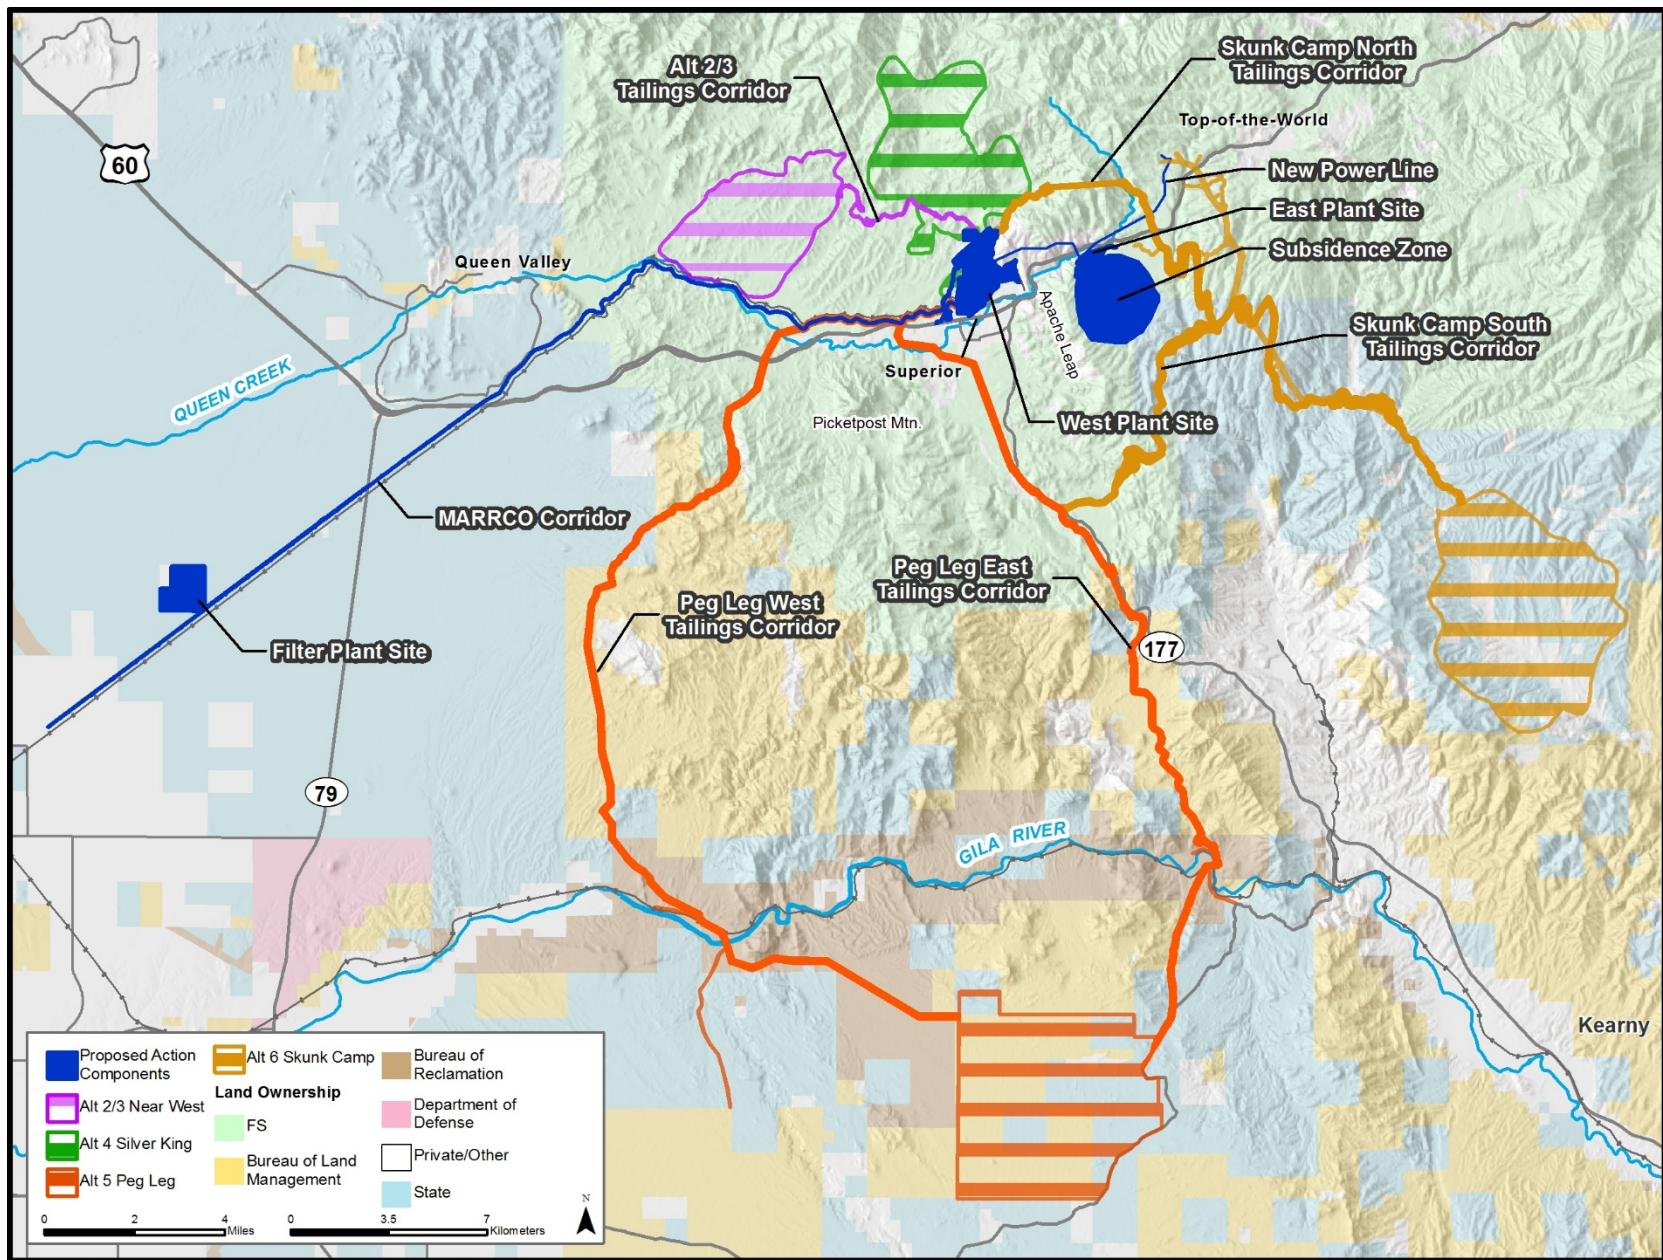 Skunk Camp North
Tailings Corridor
Alt 2/3
Tailings Corridor
Top-of-the-World
60
New Power Line
East Plant Site
Subsidence Zone
Queen Valley
Apache Leap
Skunk Camp South
Tailings Corridor
QUEEN CREEK
Superior
Picketpost Mtn.
West Plant Site
MARRCO Corridor
Peg Leg East
Tailings Corridor
Peg Leg West
Tailings Corridor
177
Filter Plant Site
79
GILA RIVER
Kearny
Proposed Action
Components
Alt 2/3 Near West
Alt 4 Silver King
Alt 5 Peg Leg
Alt 6 Skunk Camp
Land Ownership
FS
Bureau of Land
Management
Bureau of
Reclamation
Department of
Defense
Private/Other
State
N
0 2 4
Miles
0 3.5 7
Kilometers